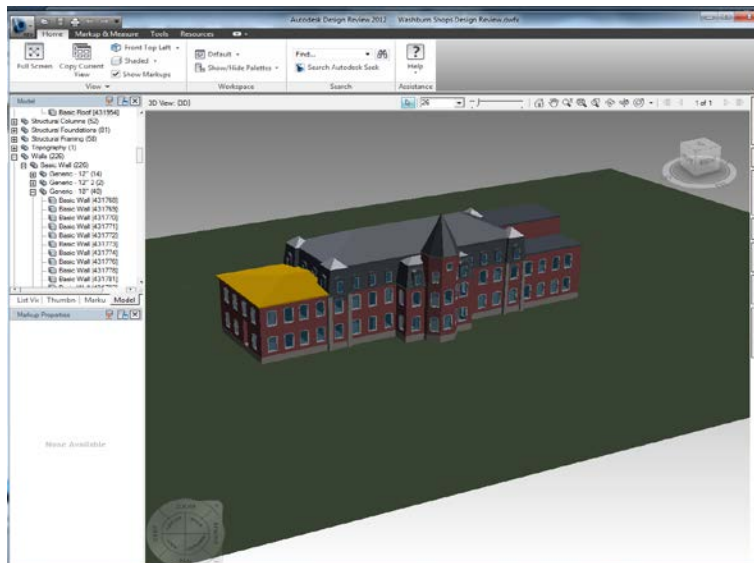 Autodesk Design Review 2012 Washburn Shops Design Review.dwfx
Home Markup & Measure Tools Resources
Full Screen
Copy Current View
Front Top Left
Shaded
Show Markups
View
Default
Show/Hide Palettes
Workspace
Find...
Search Autodesk Seek
Search
Help
Assistance
Model
3D View: {3D}
26
1 of 1
Basic Roof [431954]
Structural Columns (52)
Structural Foundations (81)
Structural Framing (58)
Topography (1)
Walls (226)
Basic Wall (226)
Generic - 12" (14)
Generic - 12" 2 (2)
Generic - 18" (40)
Basic Wall [431768]
Basic Wall [431769]
Basic Wall [431770]
Basic Wall [431771]
Basic Wall [431772]
Basic Wall [431773]
Basic Wall [431774]
Basic Wall [431776]
Basic Wall [431778]
Basic Wall [431781]
List Vi Thumbn Marku Model
Markup Properties
None Available